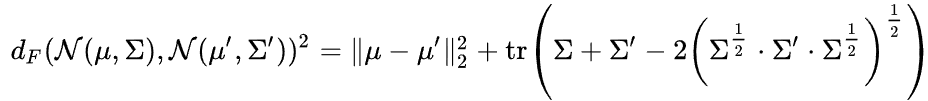 d_F(𝒩(μ, Σ), 𝒩(μ′, Σ′))² = ‖μ − μ′‖₂² + tr(Σ + Σ′ − 2(Σ^{1/2} · Σ′ · Σ^{1/2})^{1/2})